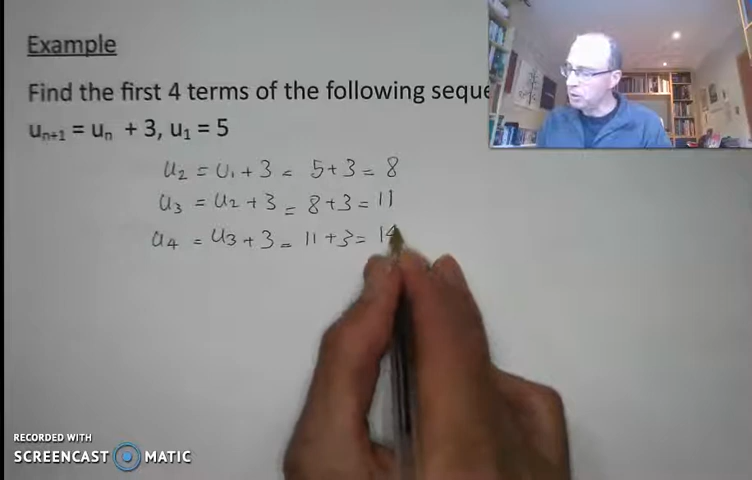 Example
Find the first 4 terms of the following
uₙ₊₁ = uₙ + 3, u₁ = 5
u₂ = u₁ + 3 = 5 + 3 = 8
u₃ = u₂ + 3 = 8 + 3 = 11
u₄ = u₃ + 3 = 11 + 3 = 14
RECORDED WITH
SCREENCAST MATIC